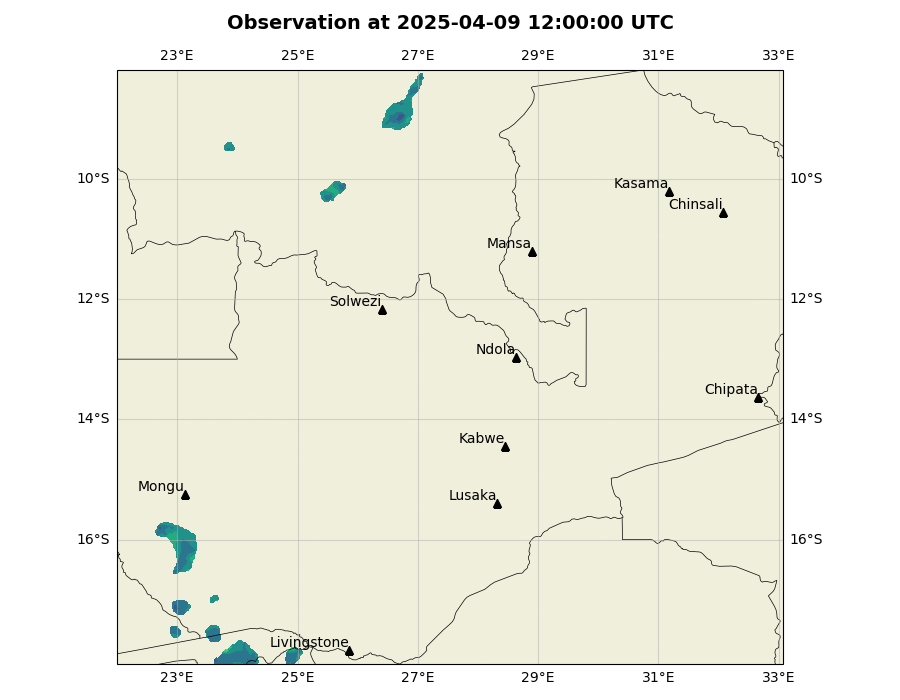 Observation at 2025-04-09 12:00:00 UTC
23°E 25°E 27°E 29°E 31°E 33°E
10°S 10°S
Kasama
Chinsali
Mansa
12°S 12°S
Solwezi
Ndola
Chipata
14°S 14°S
Kabwe
Mongu
Lusaka
16°S 16°S
Livingstone
23°E 25°E 27°E 29°E 31°E 33°E